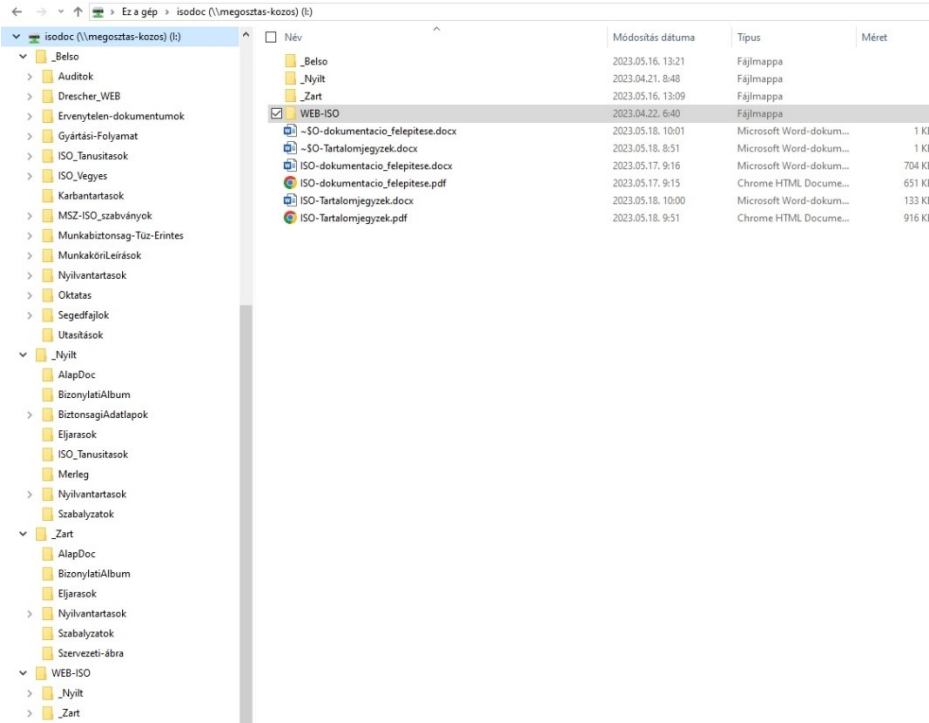 Ez a gép › isodoc (\\megosztas-kozos) (I:)
isodoc (\\megosztas-kozos) (I:)
_Belso
Auditok
Drescher_WEB
Ervenytelen-dokumentumok
Gyártási-Folyamat
ISO_Tanusitasok
ISO_Vegyes
Karbantartasok
MSZ-ISO_szabványok
Munkabiztonsag-Tüz-Erintes
MunkaköriLeírások
Nyilvantartasok
Oktatas
Segedfajlok
Utasítások
_Nyilt
AlapDoc
BizonylatiAlbum
BiztonsagiAdatlapok
Eljarasok
ISO_Tanusitasok
Merleg
Nyilvantartasok
Szabalyzatok
_Zart
AlapDoc
BizonylatiAlbum
Eljarasok
Nyilvantartasok
Szabalyzatok
Szervezeti-ábra
WEB-ISO
_Nyilt
_Zart
Név Módosítás dátuma Típus Méret
_Belso 2023.05.16. 13:21 Fájlmappa
_Nyilt 2023.04.21. 8:48 Fájlmappa
_Zart 2023.05.16. 13:09 Fájlmappa
WEB-ISO 2023.04.22. 6:40 Fájlmappa
~$O-dokumentacio_felepitese.docx 2023.05.18. 10:01 Microsoft Word-dokum... 1 K
~$O-Tartalomjegyzek.docx 2023.05.18. 8:51 Microsoft Word-dokum... 1 K
ISO-dokumentacio_felepitese.docx 2023.05.17. 9:16 Microsoft Word-dokum... 704 K
ISO-dokumentacio_felepitese.pdf 2023.05.17. 9:15 Chrome HTML Docume... 651 K
ISO-Tartalomjegyzek.docx 2023.05.18. 10:00 Microsoft Word-dokum... 133 K
ISO-Tartalomjegyzek.pdf 2023.05.18. 9:51 Chrome HTML Docume... 916 K